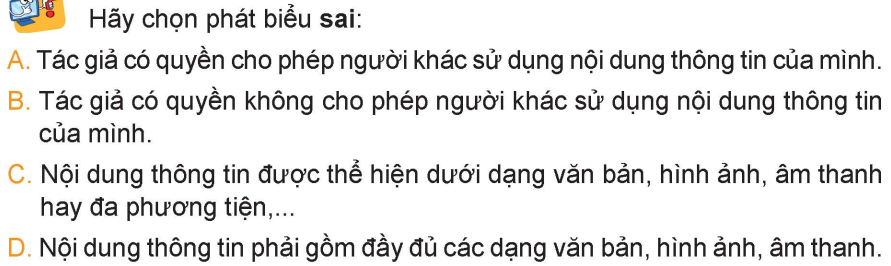 Hãy chọn phát biểu sai:
A. Tác giả có quyền cho phép người khác sử dụng nội dung thông tin của mình.
B. Tác giả có quyền không cho phép người khác sử dụng nội dung thông tin
của mình.
C. Nội dung thông tin được thể hiện dưới dạng văn bản, hình ảnh, âm thanh
hay đa phương tiện,...
D. Nội dung thông tin phải gồm đầy đủ các dạng văn bản, hình ảnh, âm thanh.